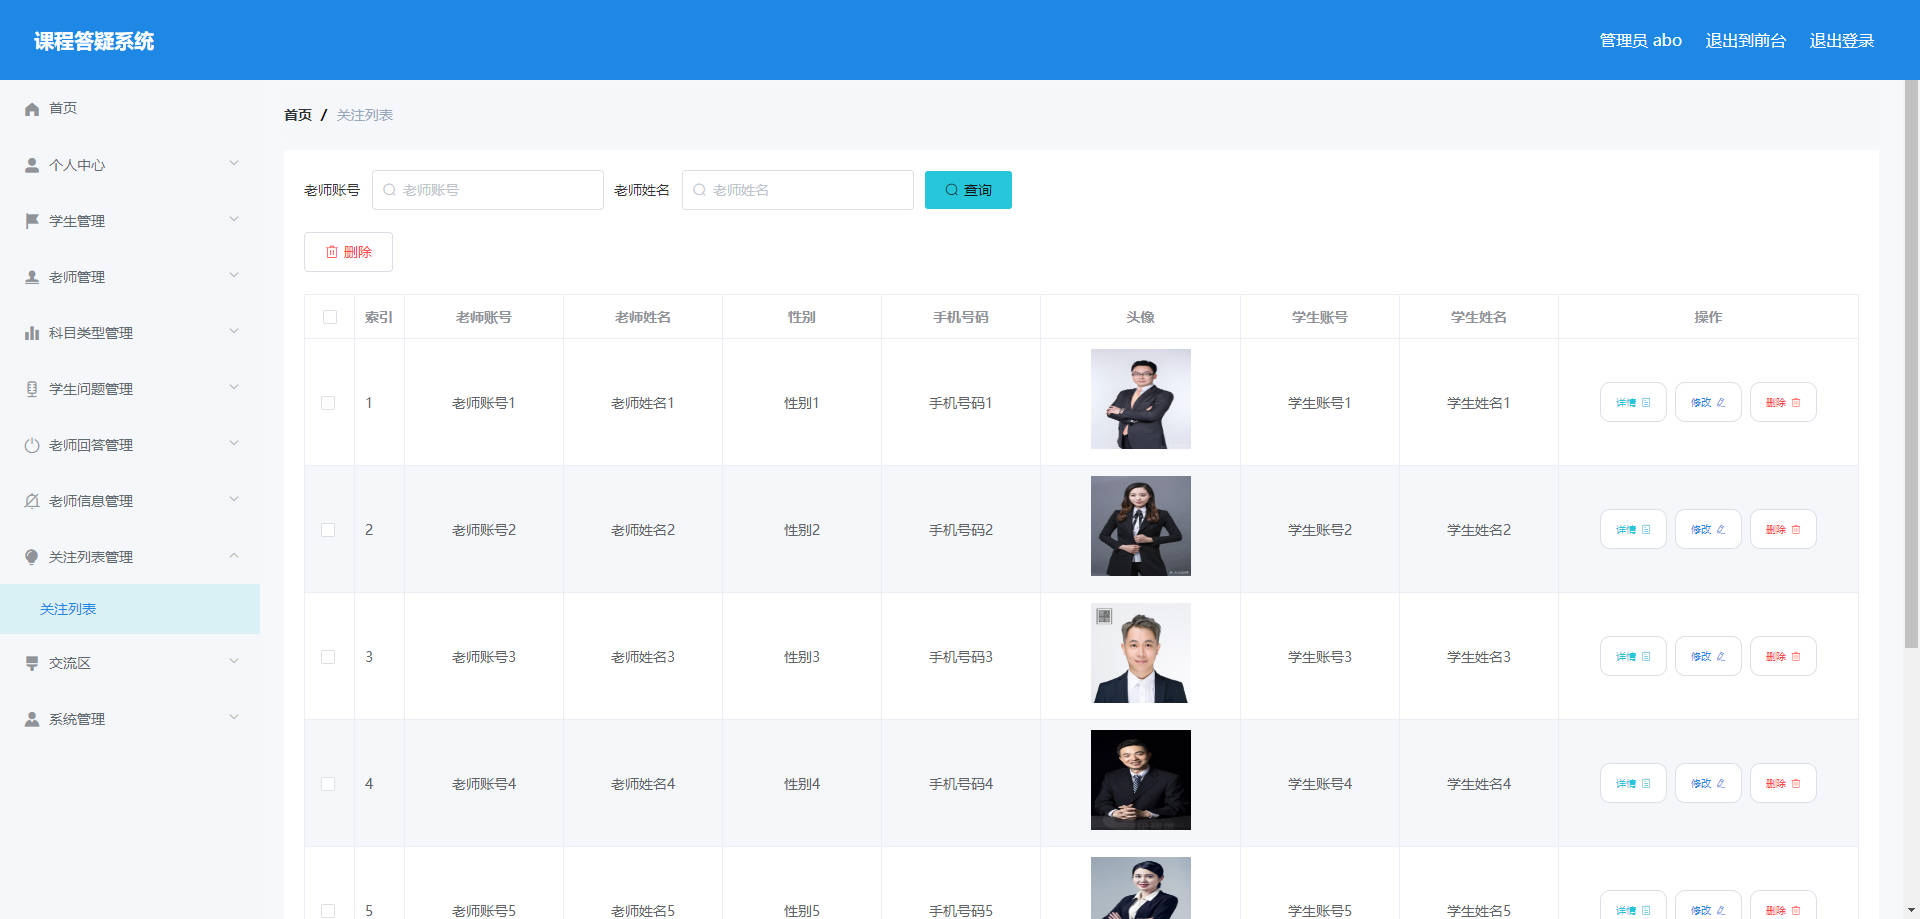 课程答疑系统
管理员 abo 退出到前台 退出登录
首页
个人中心
学生管理
老师管理
科目类型管理
学生问题管理
老师回答管理
老师信息管理
关注列表管理
关注列表
交流区
系统管理
首页 / 关注列表
老师账号 老师账号 老师姓名 老师姓名 查询
删除
索引 老师账号 老师姓名 性别 手机号码 头像 学生账号 学生姓名 操作
1 老师账号1 老师姓名1 性别1 手机号码1 学生账号1 学生姓名1 详情 修改 删除
2 老师账号2 老师姓名2 性别2 手机号码2 学生账号2 学生姓名2 详情 修改 删除
3 老师账号3 老师姓名3 性别3 手机号码3 学生账号3 学生姓名3 详情 修改 删除
4 老师账号4 老师姓名4 性别4 手机号码4 学生账号4 学生姓名4 详情 修改 删除
5 老师账号5 老师姓名5 性别5 手机号码5 学生账号5 学生姓名5 详情 修改 删除